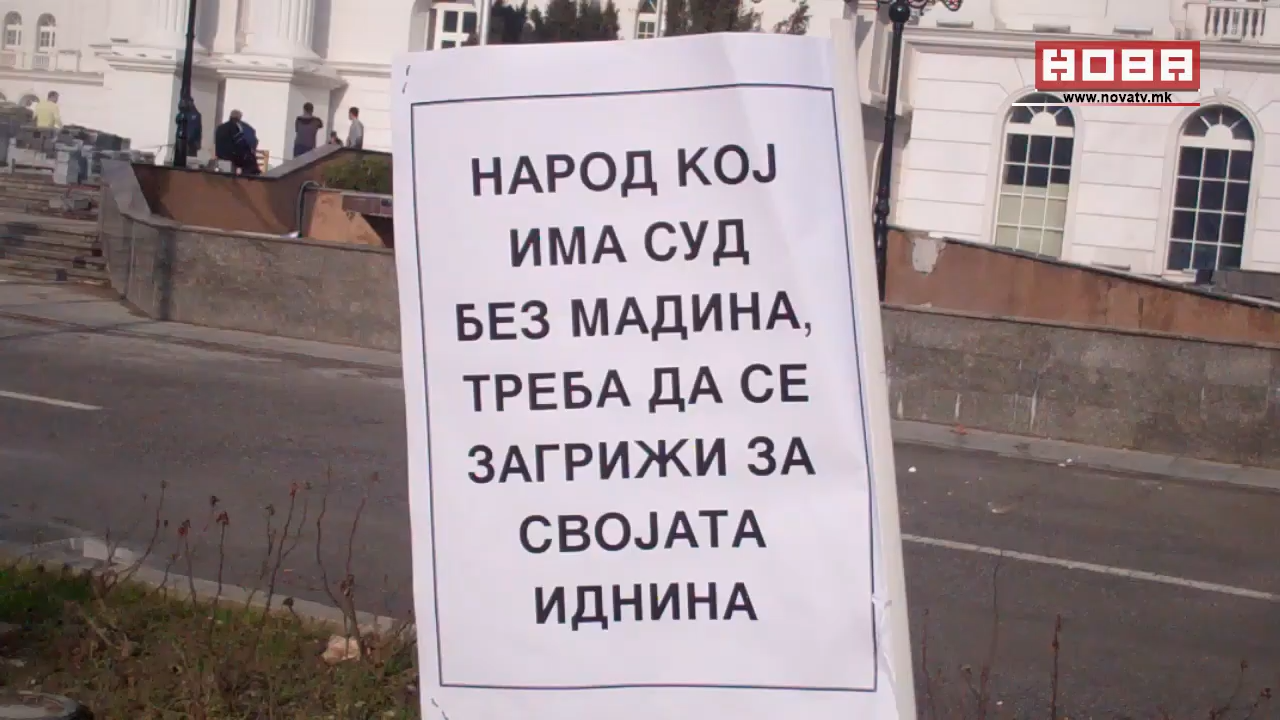 НОВА
www.novatv.mk
НАРОД КОЈ
ИМА СУД
БЕЗ МАДИНА,
ТРЕБА ДА СЕ
ЗАГРИЖИ ЗА
СВОЈАТА
ИДНИНА